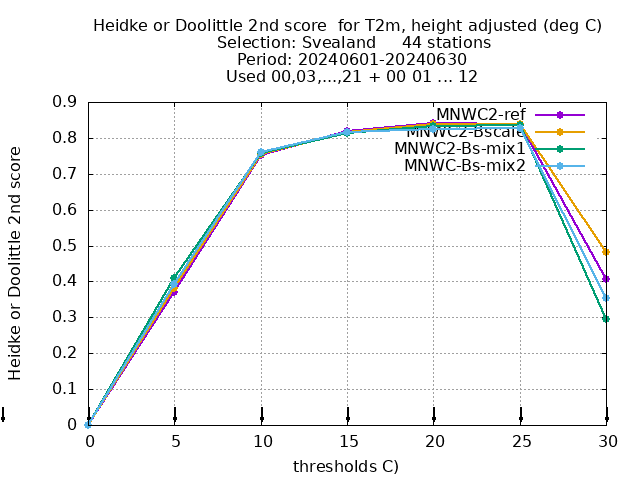 Heidke or Doolittle 2nd score for T2m, height adjusted (deg C)
Selection: Svealand 44 stations
Period: 20240601-20240630
Used 00,03,...,21 + 00 01 ... 12
MNWC2-ref
MNWC2-Bscale
MNWC2-Bs-mix1
MNWC-Bs-mix2
Heidke or Doolittle 2nd score
0.9
0.8
0.7
0.6
0.5
0.4
0.3
0.2
0.1
0
0 5 10 15 20 25 30
thresholds C)